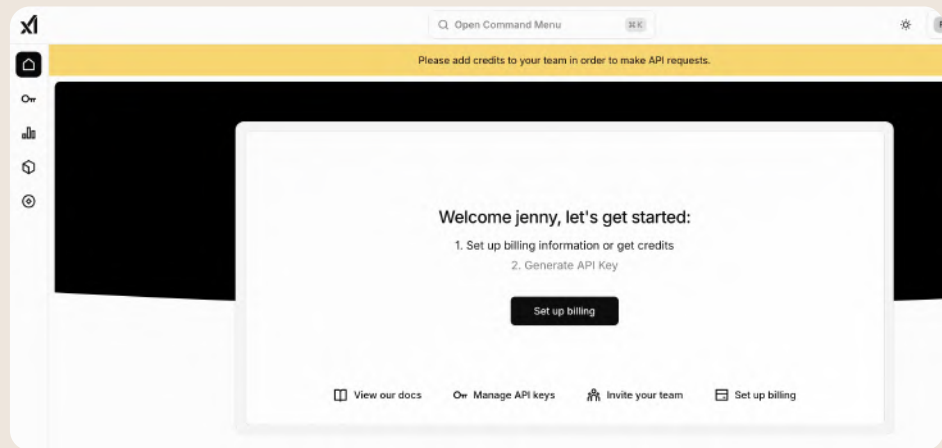 Open Command Menu ⌘K
Please add credits to your team in order to make API requests.
Welcome jenny, let's get started:
1. Set up billing information or get credits
2. Generate API Key
Set up billing
View our docs Manage API keys Invite your team Set up billing